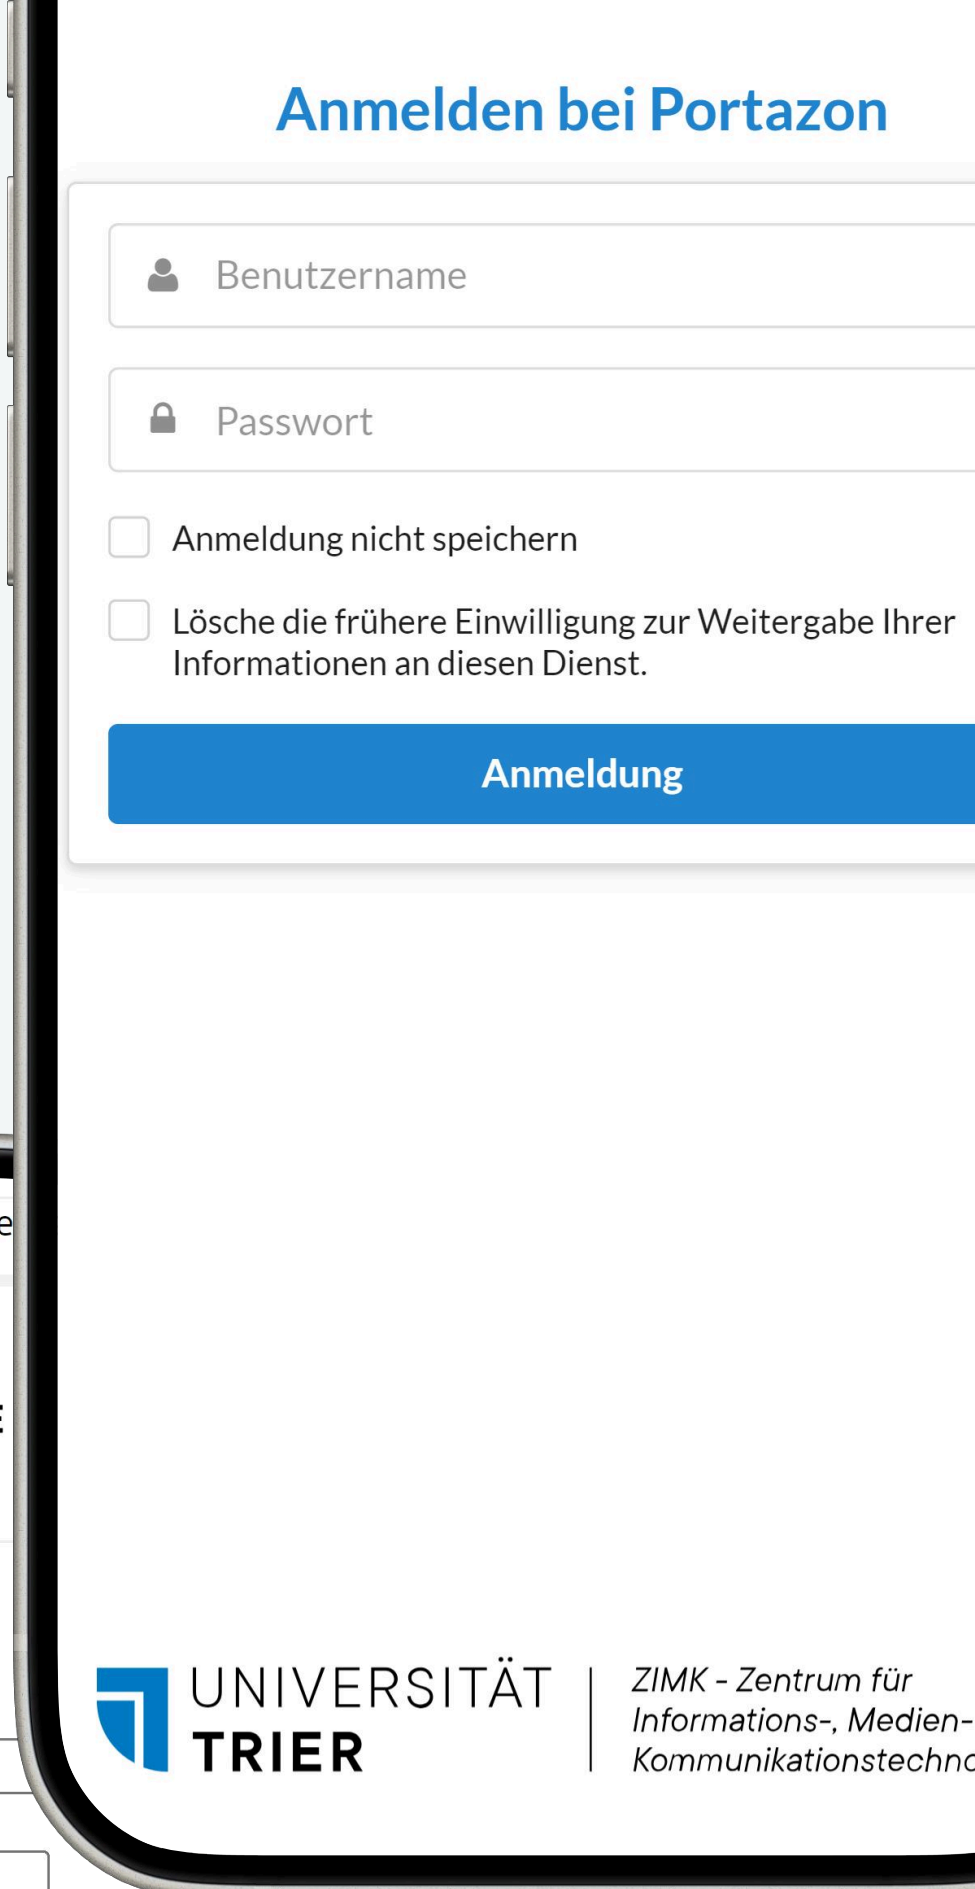 Anmelden bei Portazon
Benutzername
Passwort
Anmeldung nicht speichern
Lösche die frühere Einwilligung zur Weitergabe Ihrer
Informationen an diesen Dienst.
Anmeldung
UNIVERSITÄT
TRIER
ZIMK - Zentrum für
Informations-, Medien-